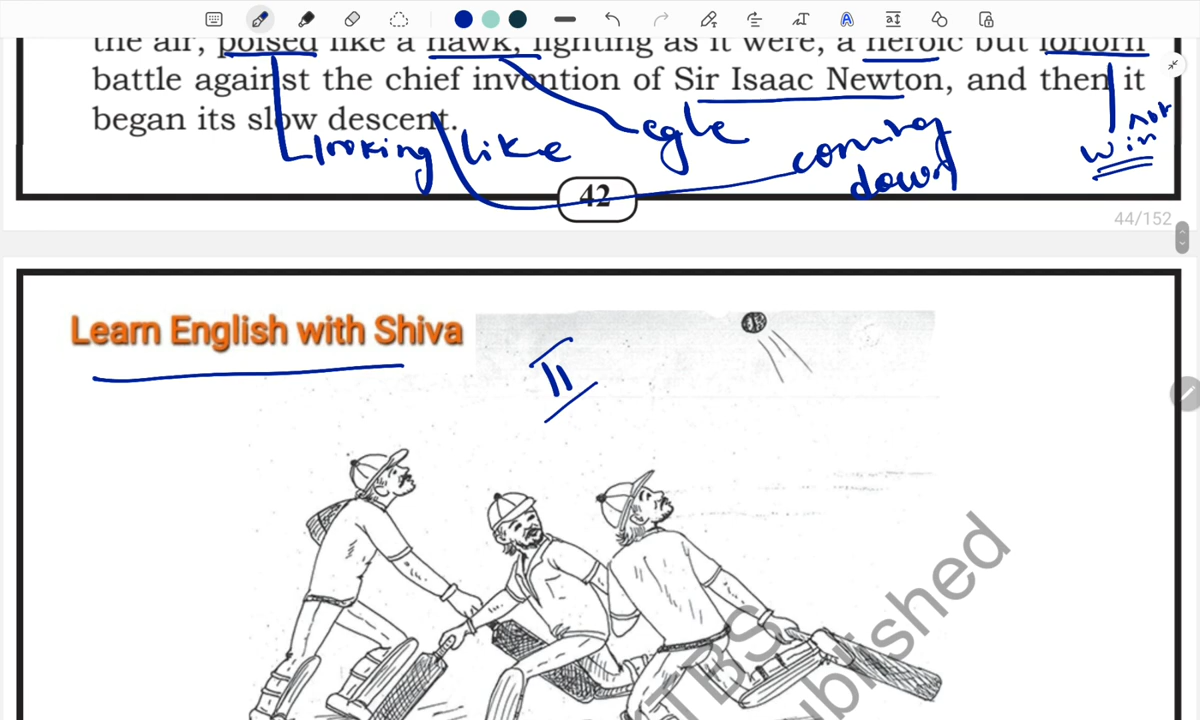 the air, poised like a hawk, fighting as it were, a heroic but forlorn
battle against the chief invention of Sir Isaac Newton, and then it
began its slow descent.
looking like egle coming down not win
42
44/152
Learn English with Shiva
II
TBS
ublished